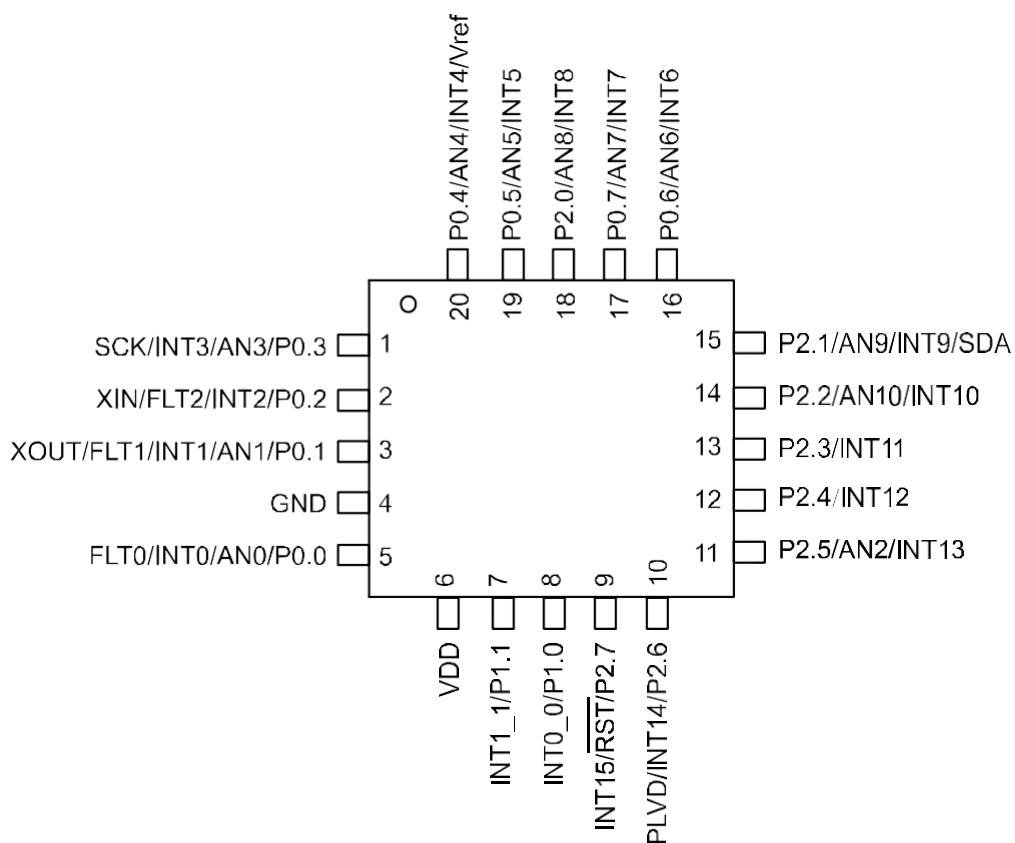 P0.4/AN4/INT4/Vref
P0.5/AN5/INT5
P2.0/AN8/INT8
P0.7/AN7/INT7
P0.6/AN6/INT6
20
19
18
17
16
SCK/INT3/AN3/P0.3
1
15
P2.1/AN9/INT9/SDA
XIN/FLT2/INT2/P0.2
2
14
P2.2/AN10/INT10
XOUT/FLT1/INT1/AN1/P0.1
3
13
P2.3/INT11
GND
4
12
P2.4/INT12
FLT0/INT0/AN0/P0.0
5
11
P2.5/AN2/INT13
6
7
8
9
10
VDD
INT1_1/P1.1
INT0_0/P1.0
INT15/RST/P2.7
PLVD/INT14/P2.6